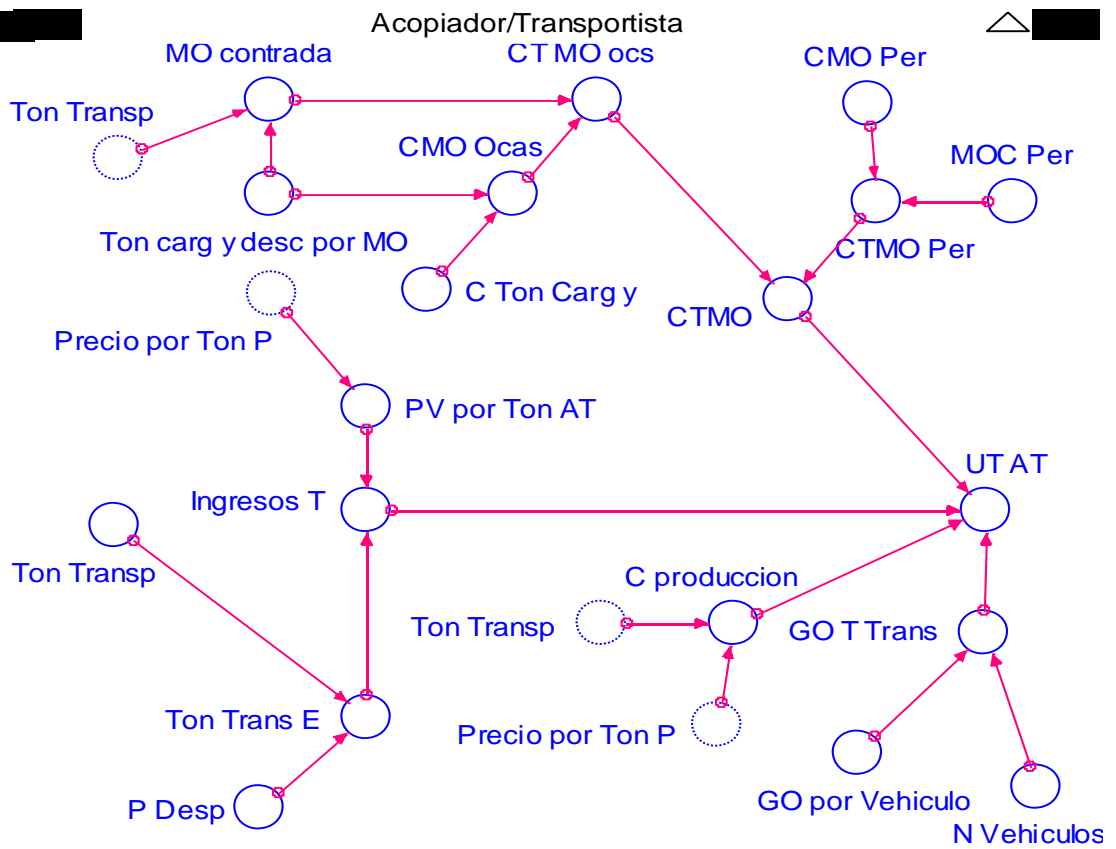 Acopiador/Transportista
MO contrada
CT MO ocs
CMO Per
Ton Transp
CMO Ocas
MOC Per
Ton carg y desc por MO
CTMO Per
C Ton Carg y
CTMO
Precio por Ton P
PV por Ton AT
UT AT
Ingresos T
Ton Transp
C produccion
Ton Transp
GO T Trans
Ton Trans E
Precio por Ton P
P Desp
GO por Vehiculo
N Vehiculos